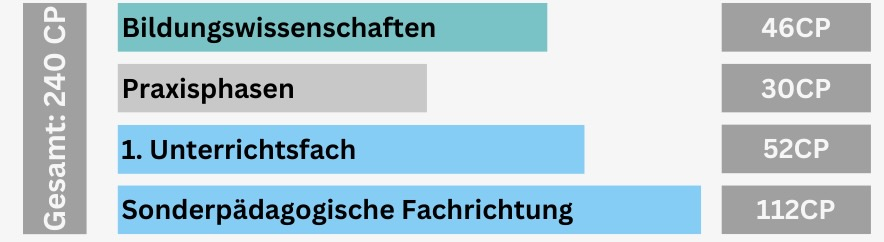 Gesamt: 240 CP
Bildungswissenschaften
46CP
Praxisphasen
30CP
1. Unterrichtsfach
52CP
Sonderpädagogische Fachrichtung
112CP